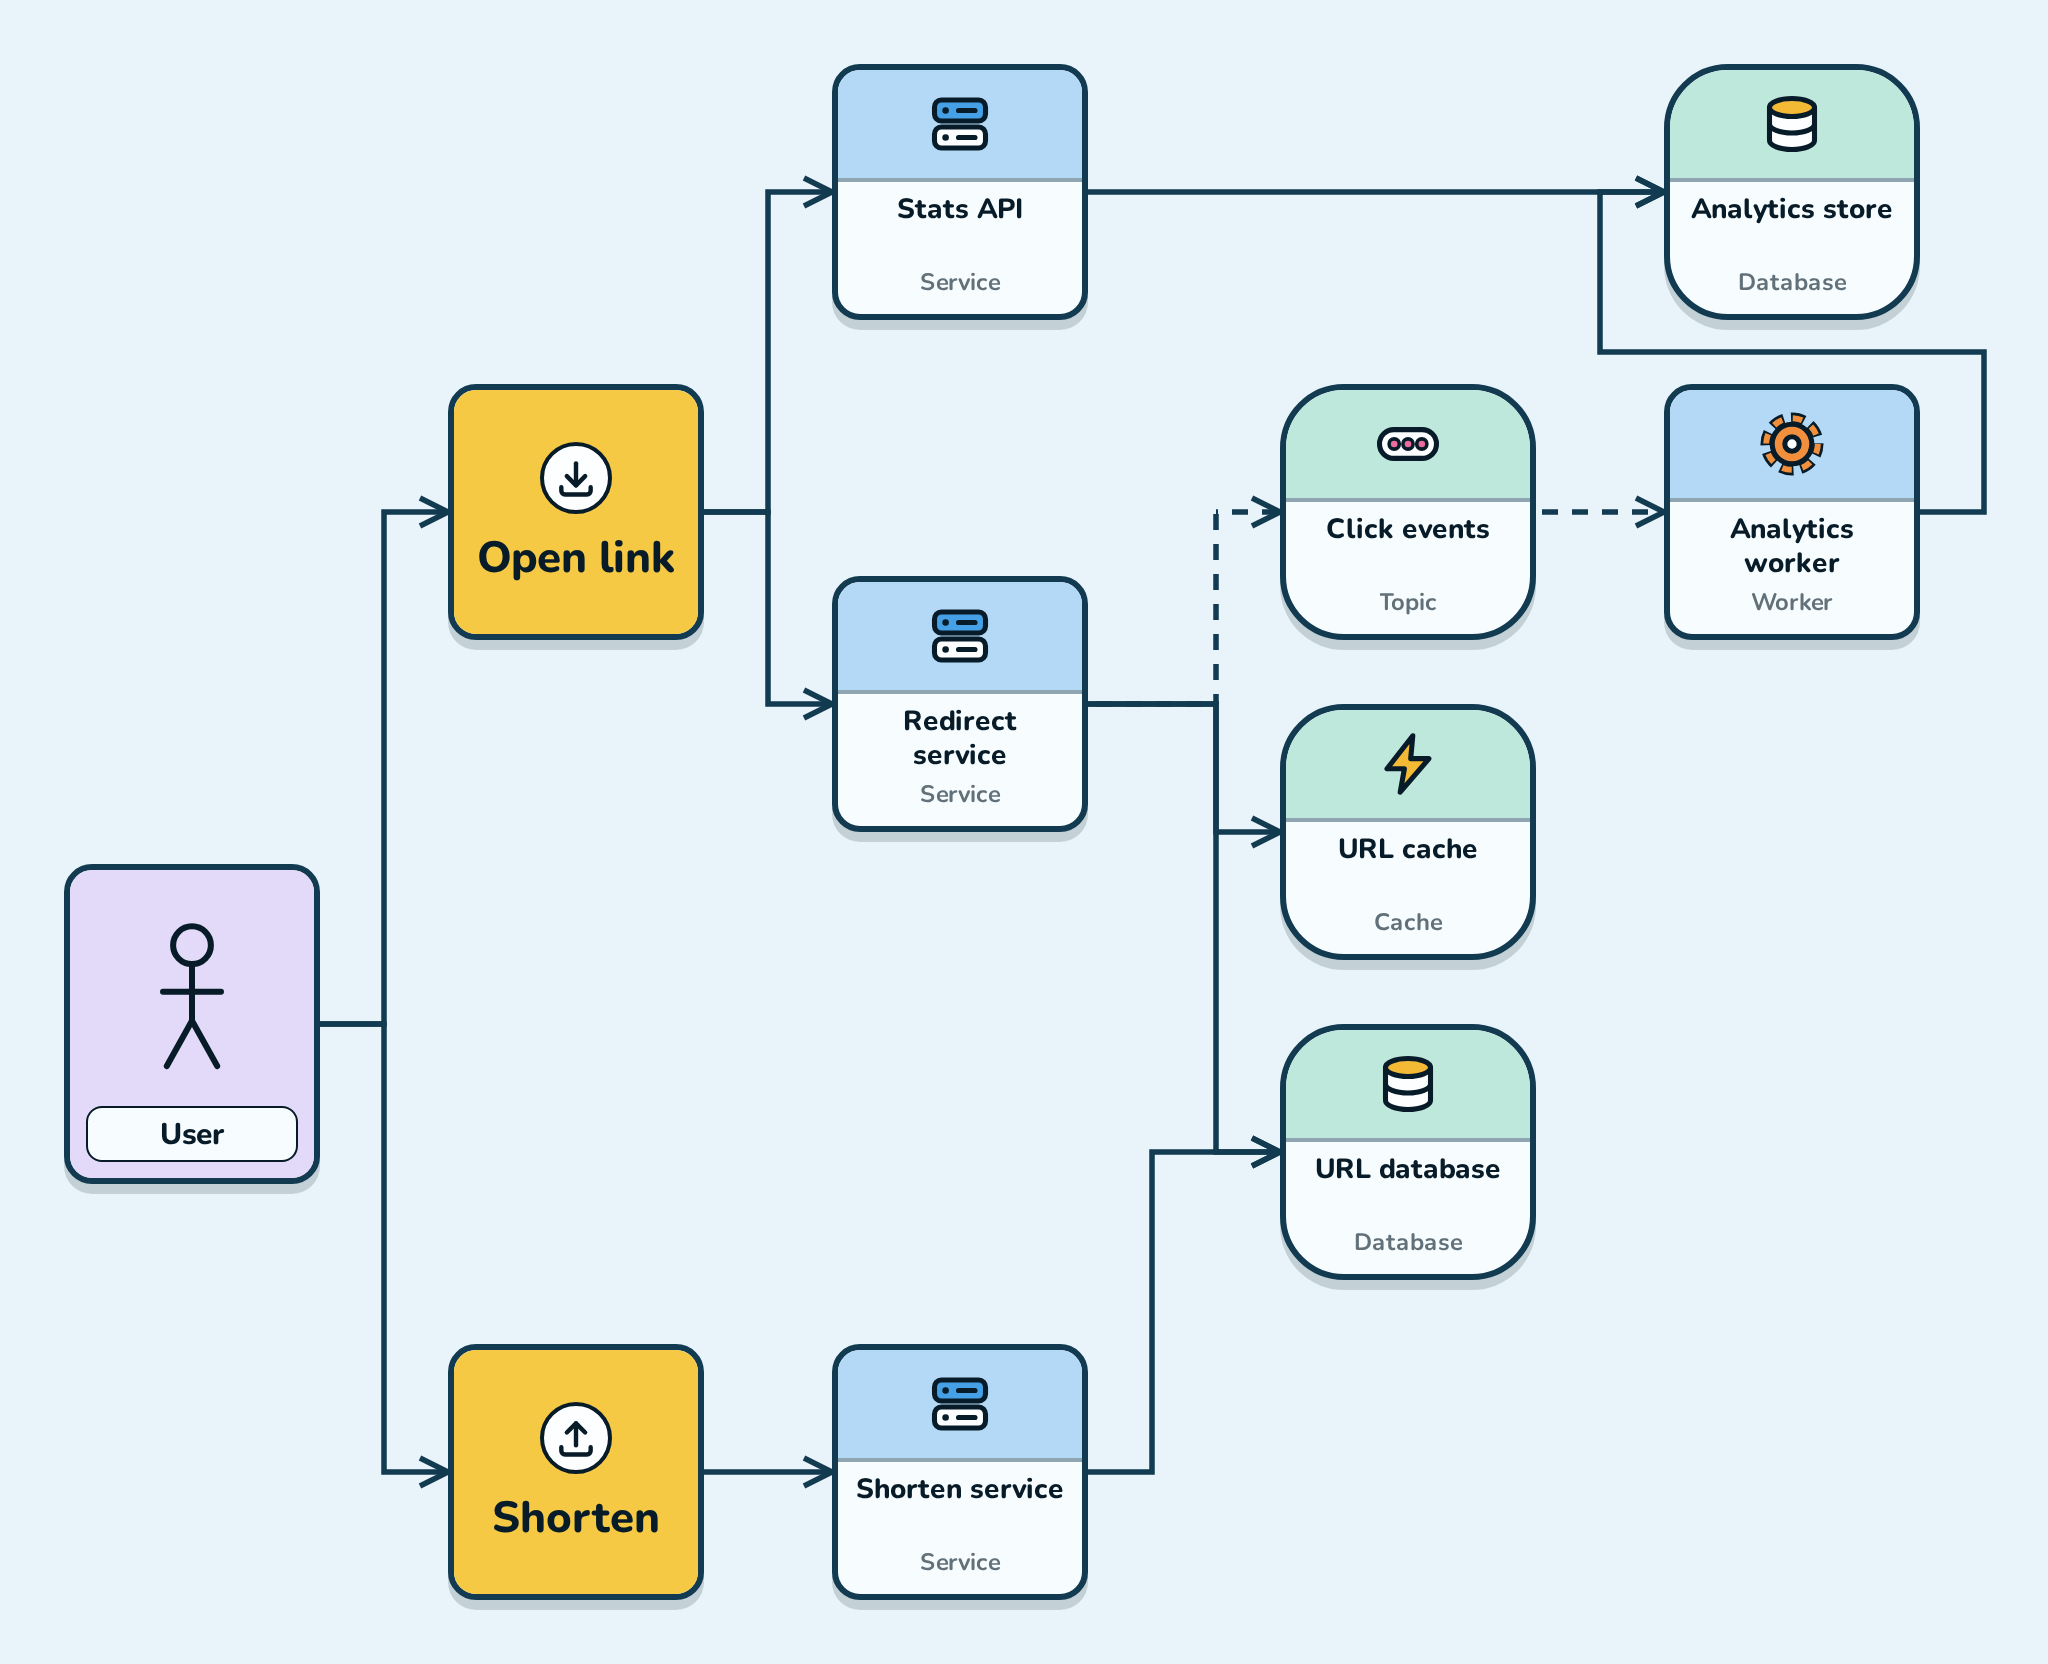 Stats API
Service
Analytics store
Database
Open link
Click events
Topic
Analytics
worker
Worker
Redirect
service
Service
URL cache
Cache
User
URL database
Database
Shorten
Shorten service
Service